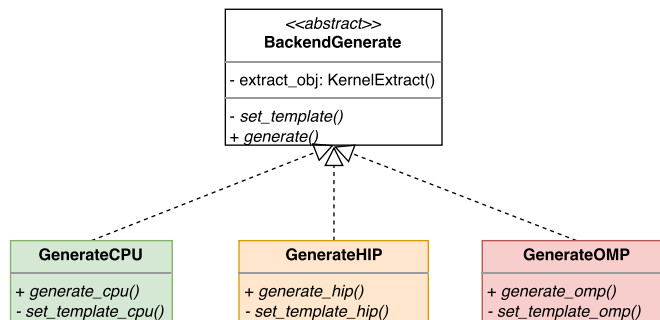 <<abstract>>
BackendGenerate
- extract_obj: KernelExtract()
- set_template()
+ generate()
GenerateCPU
+ generate_cpu()
- set_template_cpu()
GenerateHIP
+ generate_hip()
- set_template_hip()
GenerateOMP
+ generate_omp()
- set_template_omp()